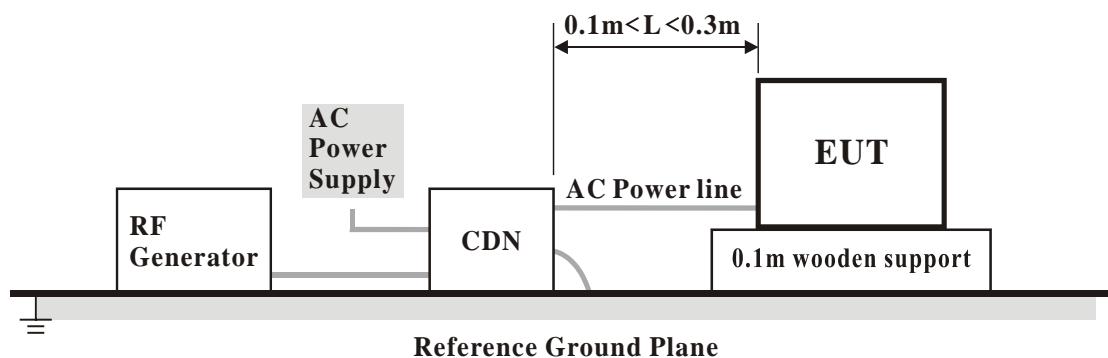 0.1m<L<0.3m
AC
Power
Supply
EUT
AC Power line
RF
Generator
CDN
0.1m wooden support
Reference Ground Plane